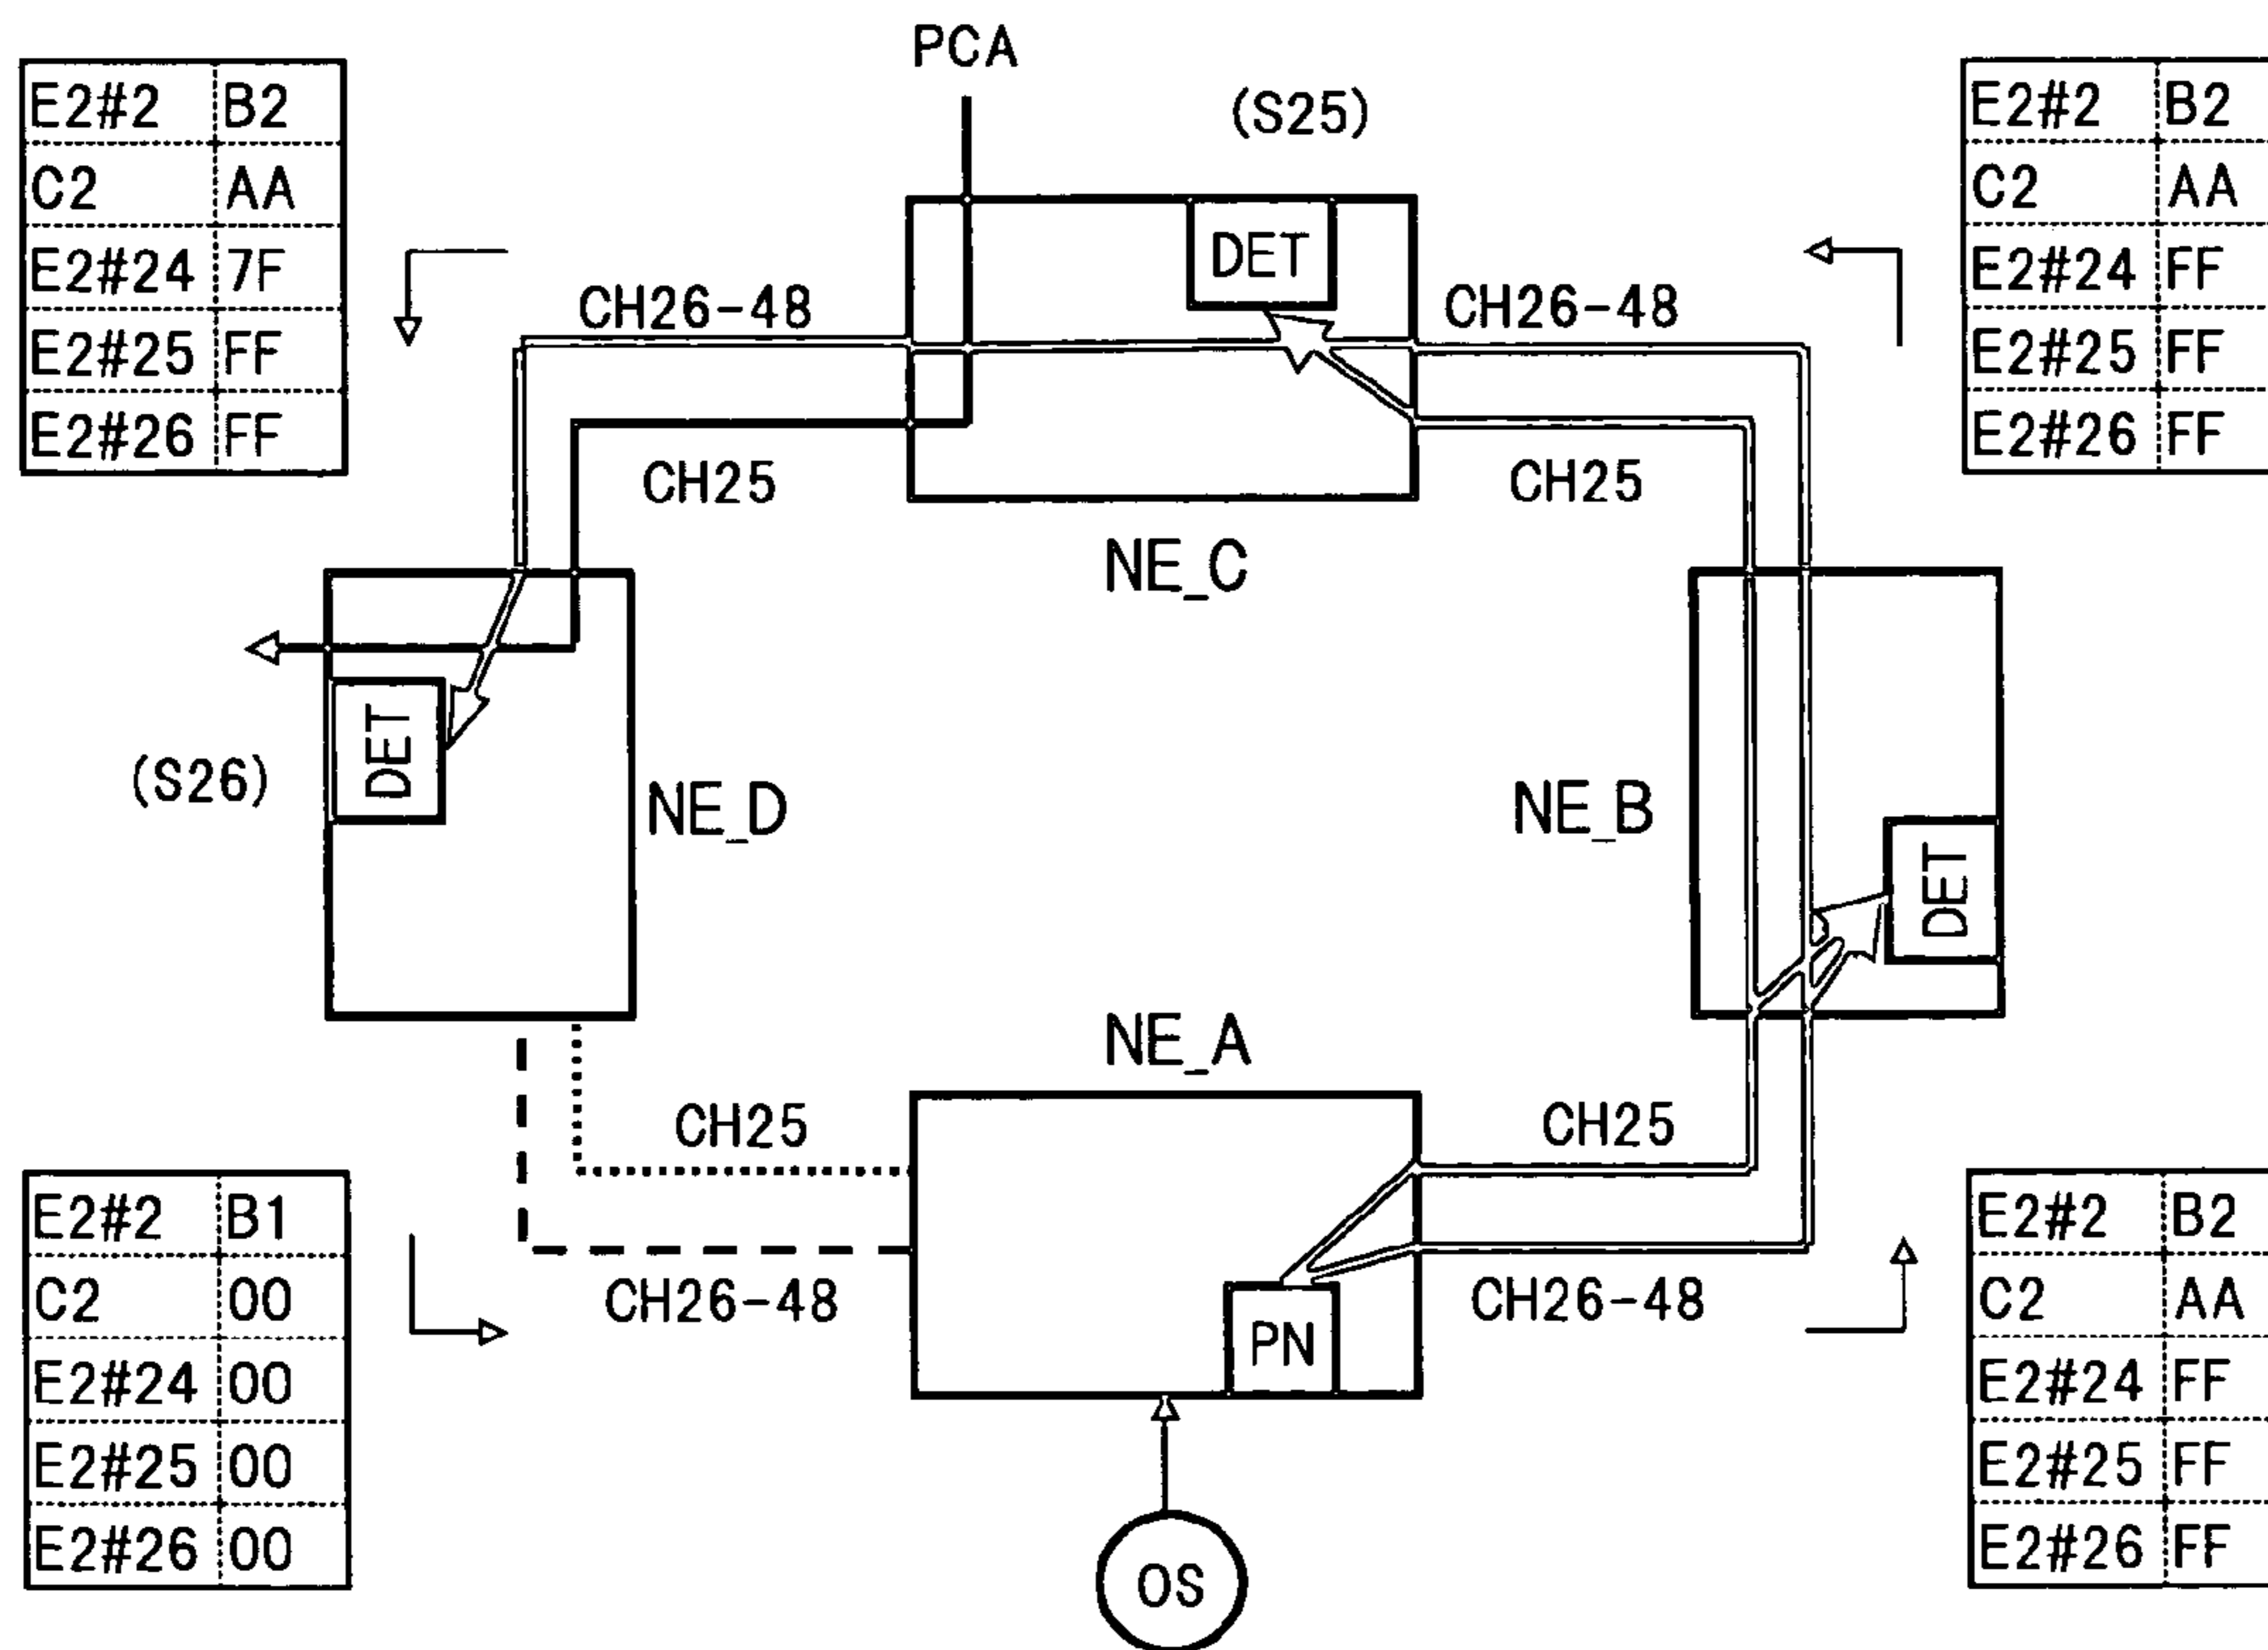 PCA
(S25)
E2#2 B2
C2 AA
E2#24 7F
E2#25 FF
E2#26 FF
E2#2 B2
C2 AA
E2#24 FF
E2#25 FF
E2#26 FF
DET
CH26-48
CH26-48
CH25
CH25
NE_C
DET
(S26)
NE_D
NE_B
DET
NE_A
CH25
CH25
CH26-48
CH26-48
PN
E2#2 B1
C2 00
E2#24 00
E2#25 00
E2#26 00
E2#2 B2
C2 AA
E2#24 FF
E2#25 FF
E2#26 FF
OS